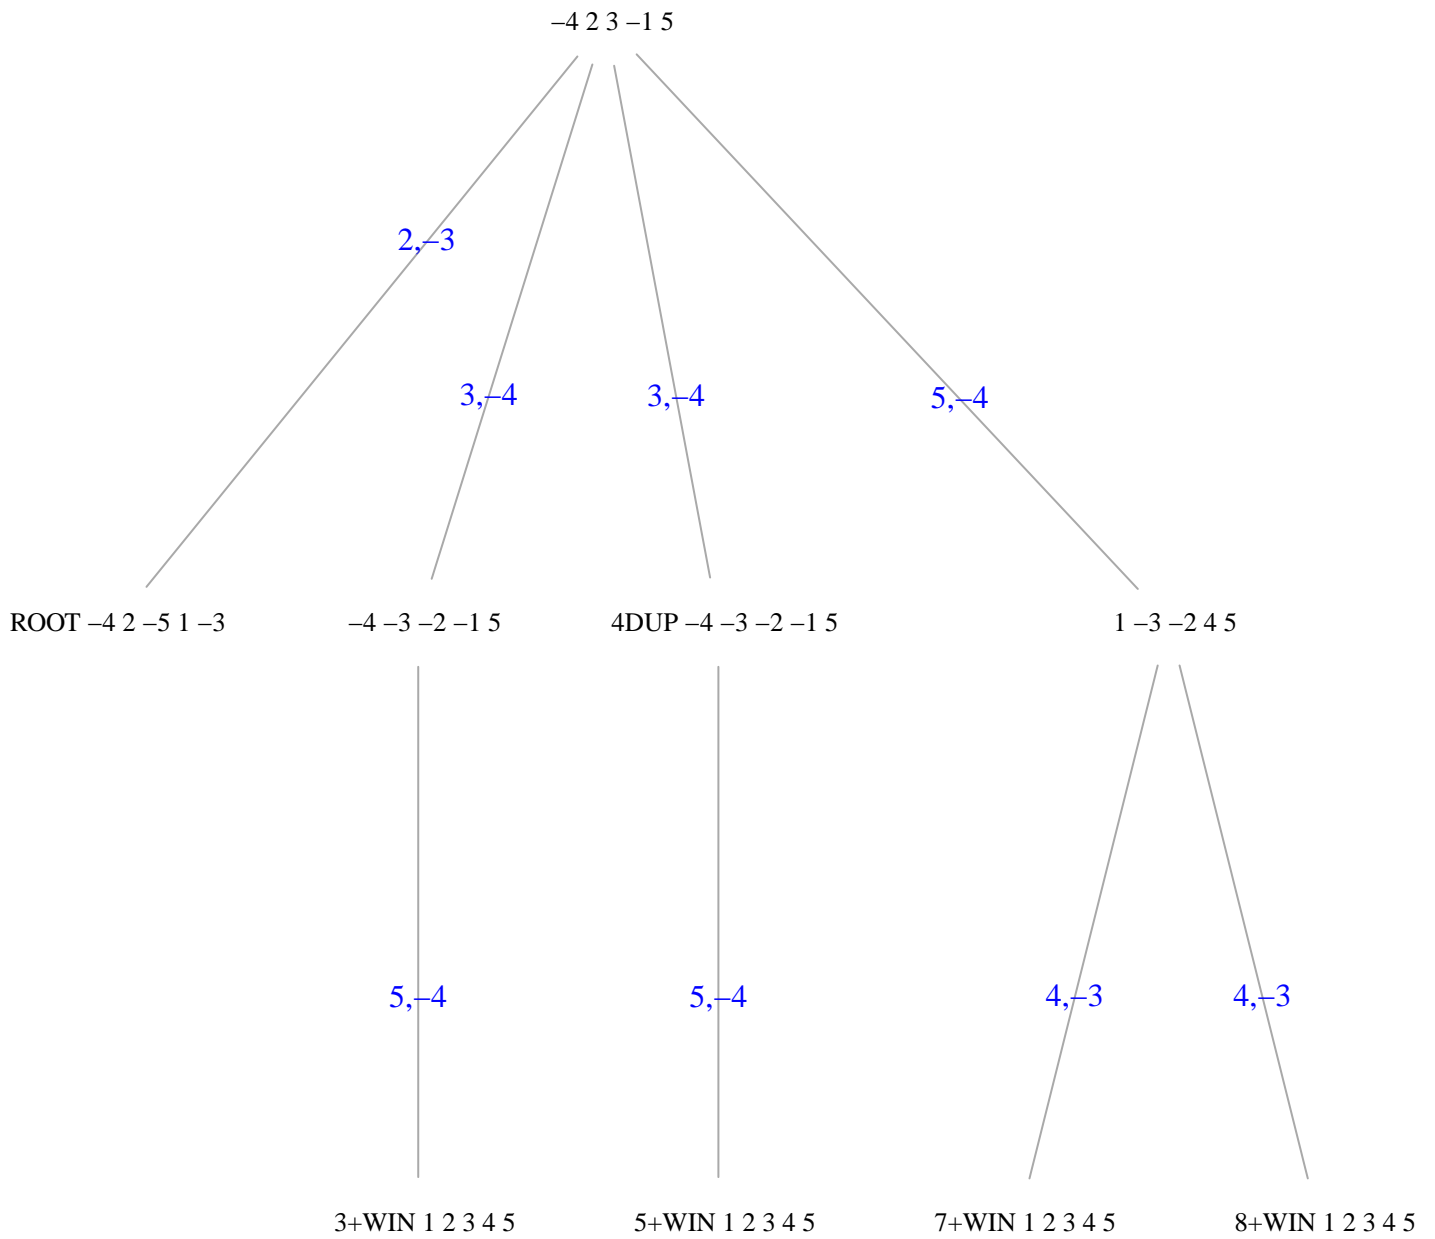 –4 2 3 –1 5
2,–3
3,–4
3,–4
5,–4
ROOT –4 2 –5 1 –3
–4 –3 –2 –1 5
4DUP –4 –3 –2 –1 5
1 –3 –2 4 5
5,–4
5,–4
4,–3
4,–3
3+WIN 1 2 3 4 5
5+WIN 1 2 3 4 5
7+WIN 1 2 3 4 5
8+WIN 1 2 3 4 5